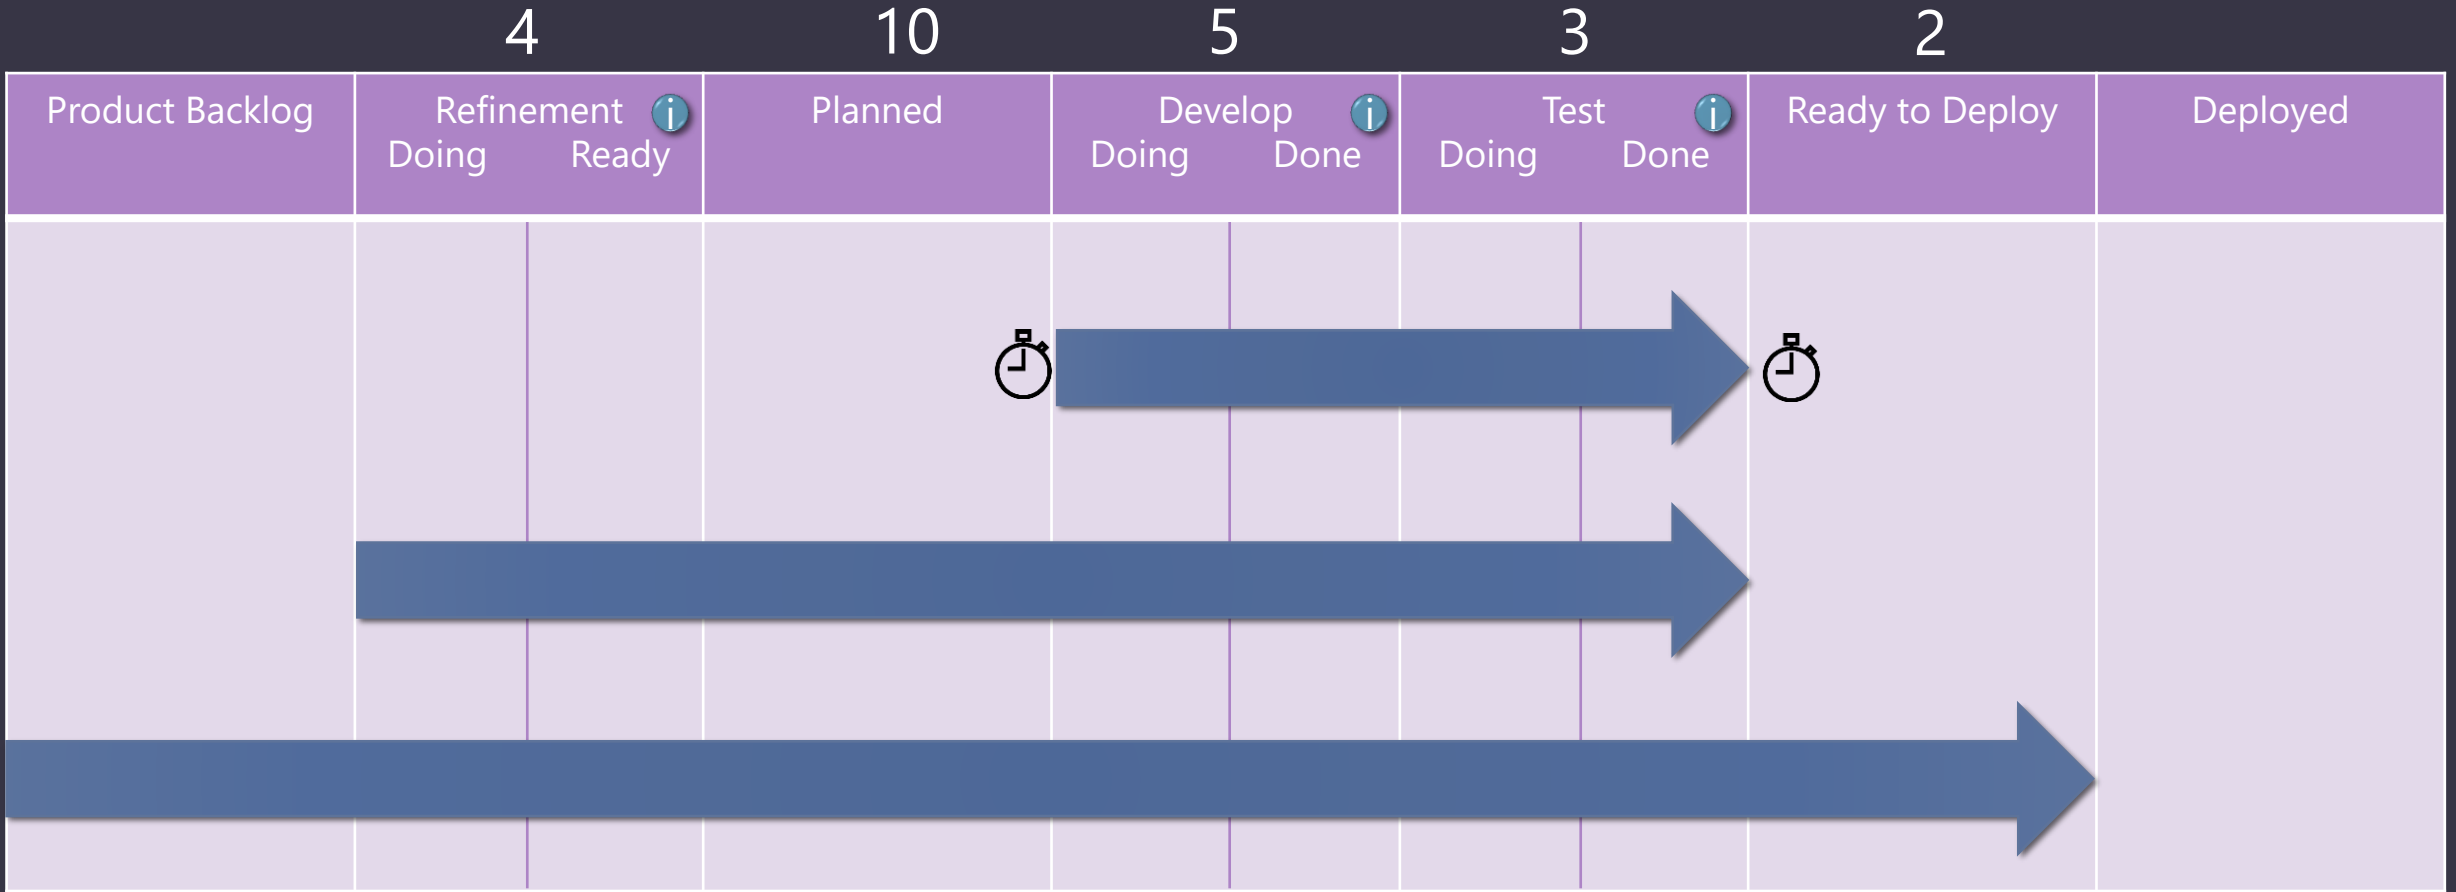 4 10 5 3 2
Product Backlog Refinement i Planned Develop i Test i Ready to Deploy Deployed
Doing Ready Doing Done Doing Done